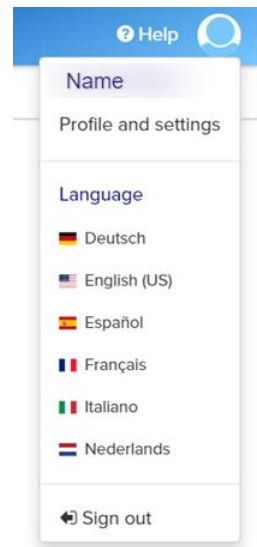 Help
Name
Profile and settings
Language
Deutsch
English (US)
Español
Français
Italiano
Nederlands
Sign out